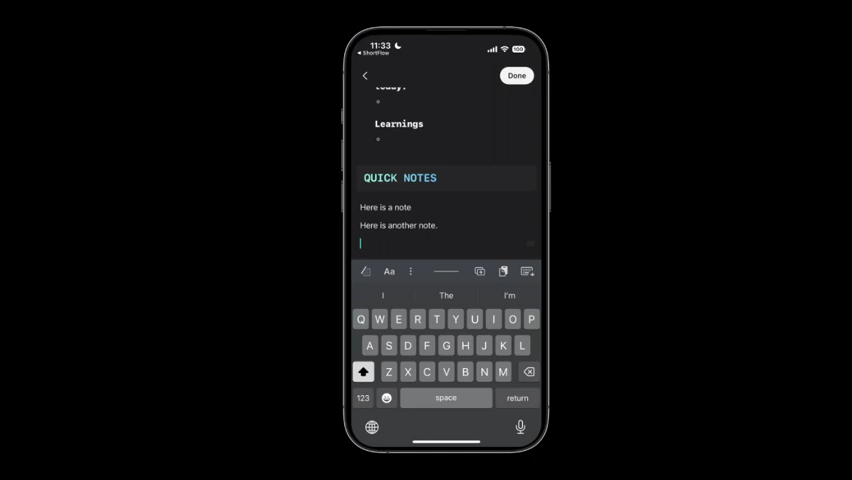 11:33
ShortFlow
100
Done
today?
Learnings
QUICK NOTES
Here is a note
Here is another note.
Aa
I The I'm
Q W E R T Y U I O P
A S D F G H J K L
Z X C V B N M
123 space return